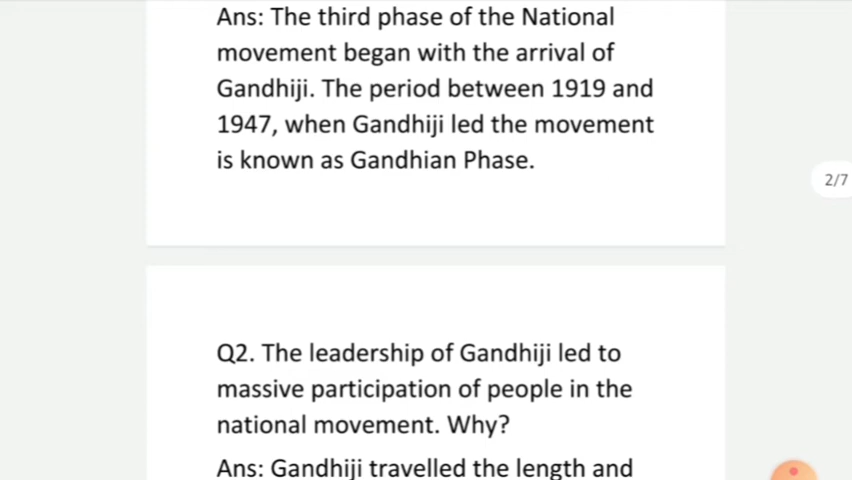 Ans: The third phase of the National
movement began with the arrival of
Gandhiji. The period between 1919 and
1947, when Gandhiji led the movement
is known as Gandhian Phase.
2/7
Q2. The leadership of Gandhiji led to
massive participation of people in the
national movement. Why?
Ans: Gandhiji travelled the length and